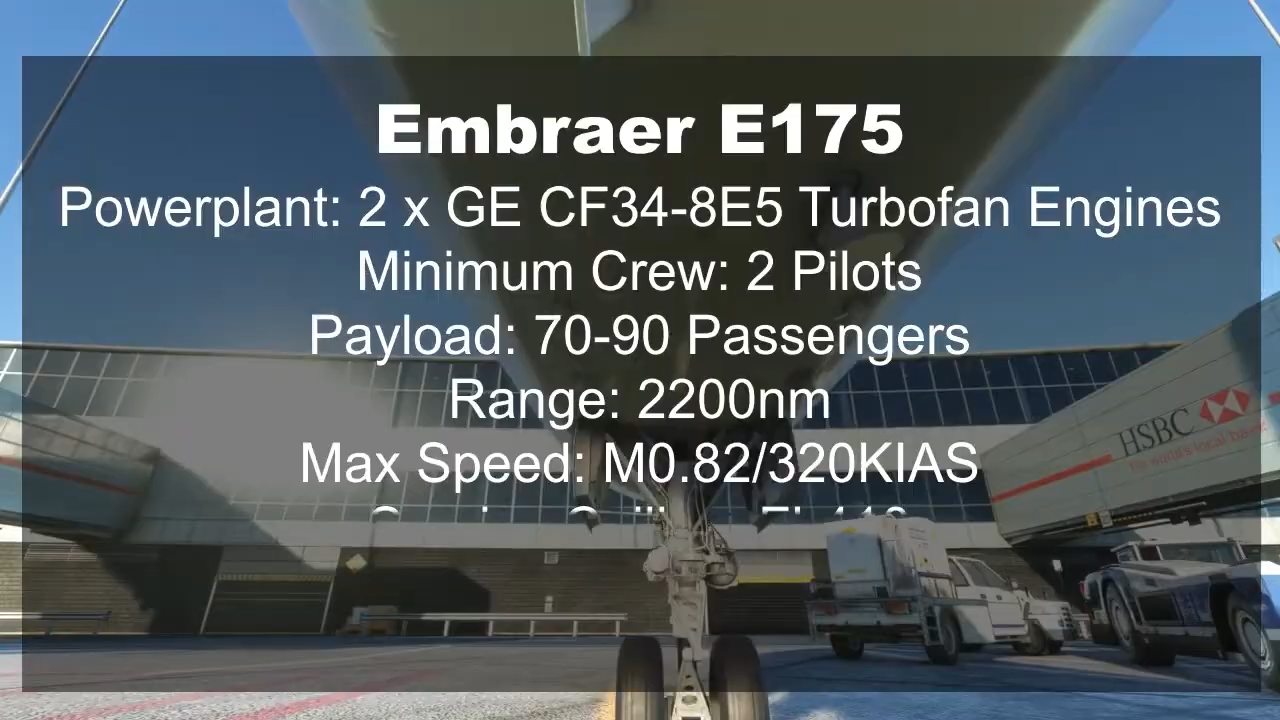 Embraer E175
Powerplant: 2 x GE CF34-8E5 Turbofan Engines
Minimum Crew: 2 Pilots
Payload: 70-90 Passengers
Range: 2200nm
Max Speed: M0.82/320KIAS
HSBC